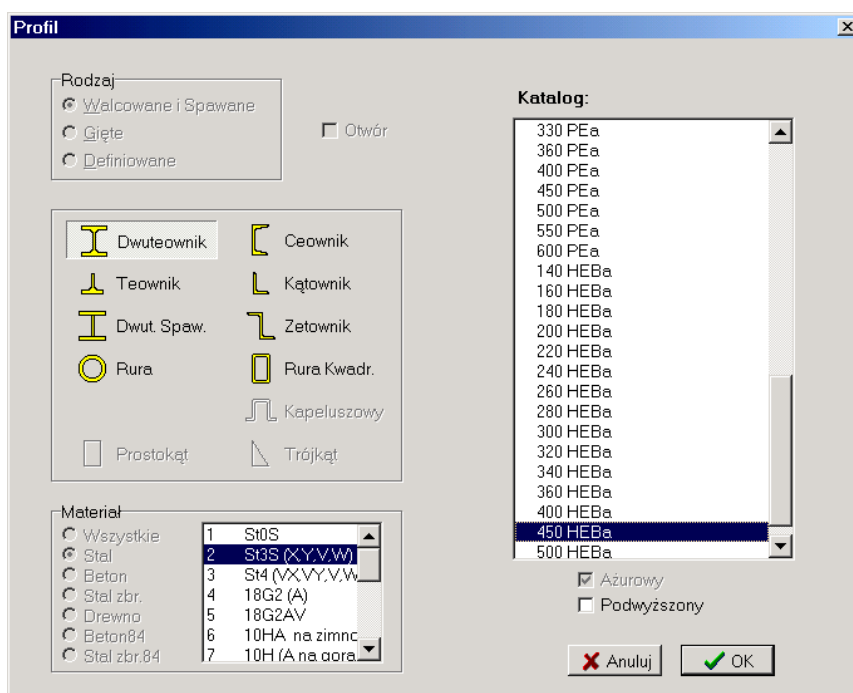 Profil
Rodzaj
Walcowane i Spawane
Gięte
Definiowane
Otwór
Dwuteownik
Ceownik
Teownik
Kątownik
Dwut. Spaw.
Zetownik
Rura
Rura Kwadr.
Kapeluszowy
Prostokąt
Trójkąt
Materiał
Wszystkie
Stal
Beton
Stal zbr.
Drewno
Beton84
Stal zbr.84
1 St0S
2 St3S (X,Y,V,W)
3 St4 (VX,VY,V,W
4 18G2 (A)
5 18G2AV
6 10HA na zimno
7 10H (A na gora
Katalog:
330 PEa
360 PEa
400 PEa
450 PEa
500 PEa
550 PEa
600 PEa
140 HEBa
160 HEBa
180 HEBa
200 HEBa
220 HEBa
240 HEBa
260 HEBa
280 HEBa
300 HEBa
320 HEBa
340 HEBa
360 HEBa
400 HEBa
450 HEBa
500 HEBa
Ażurowy
Podwyższony
Anuluj
OK